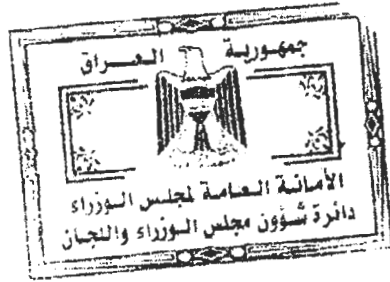 جمهورية العراق
الأمانة العامة لمجلس الوزراء
دائرة شؤون مجلس الوزراء واللجان